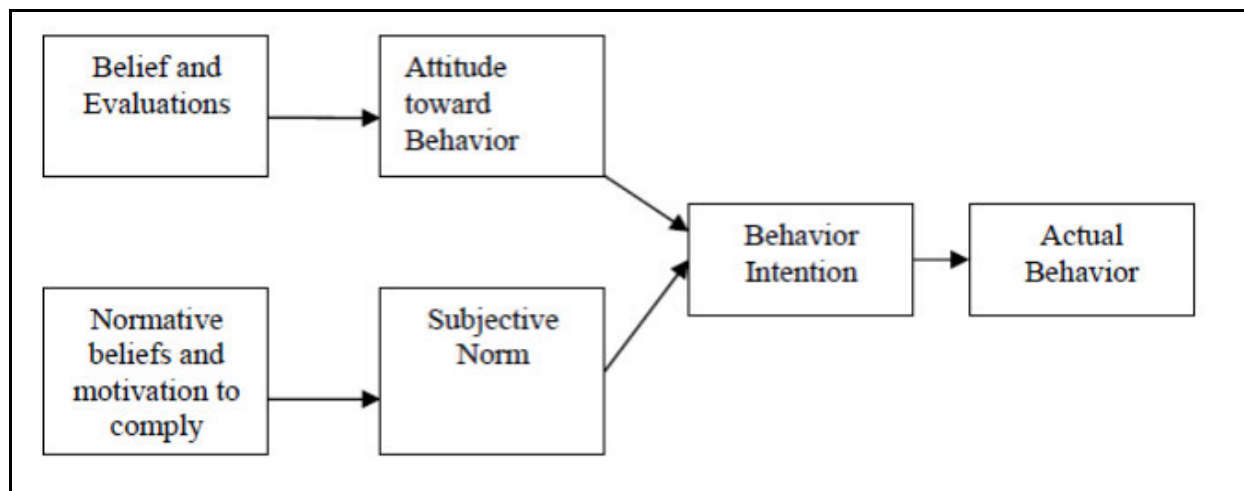 Belief and
Evaluations
Attitude
toward
Behavior
Behavior
Intention
Actual
Behavior
Normative
beliefs and
motivation to
comply
Subjective
Norm